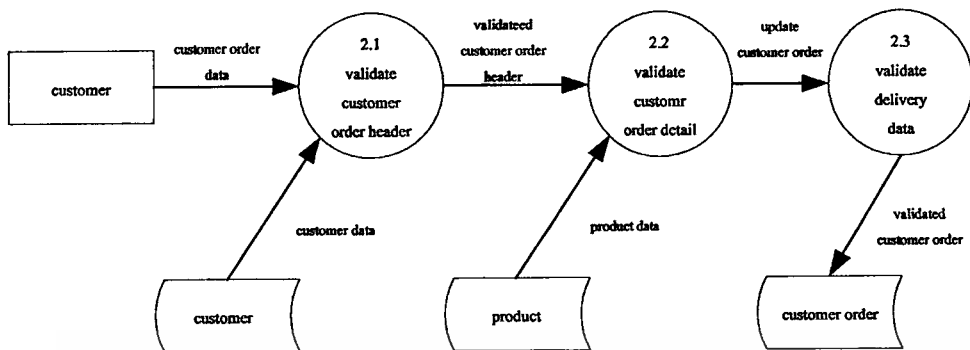 customer
customer order
data
2.1
validate
customer
order header
validateed
customer order
header
2.2
validate
customr
order detail
update
customer order
2.3
validate
delivery
data
customer data
product data
validated
customer order
customer
product
customer order